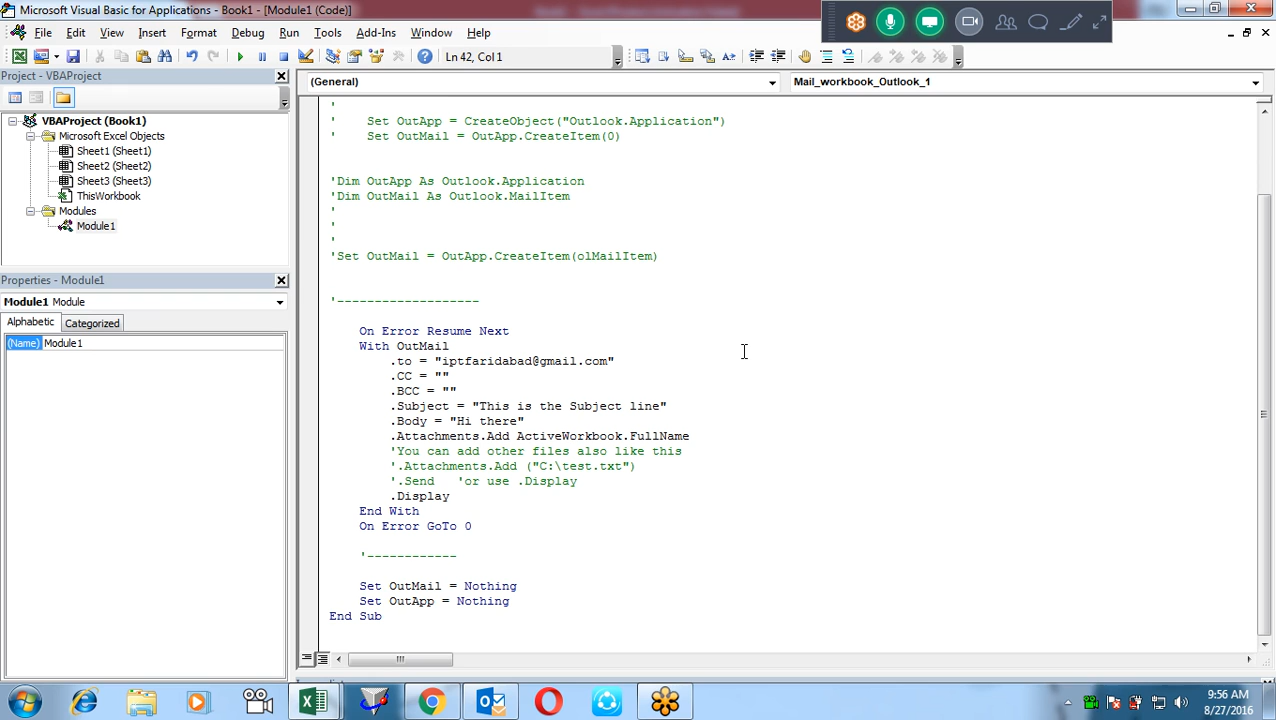 Microsoft Visual Basic for Applications - Book1 - [Module1 (Code)]
Edit View Insert Debug Run Tools Window Help
Ln 42, Col 1
Project - VBAProject
(General)
Mail_workbook_Outlook_1
VBAProject (Book1)
Microsoft Excel Objects
Sheet1 (Sheet1)
Sheet2 (Sheet2)
Sheet3 (Sheet3)
ThisWorkbook
Modules
Module1
Properties - Module1
Module1 Module
Alphabetic Categorized
(Name) Module1
'
' Set OutApp = CreateObject("Outlook.Application")
' Set OutMail = OutApp.CreateItem(0)
'Dim OutApp As Outlook.Application
'Dim OutMail As Outlook.MailItem
'
'
'
'Set OutMail = OutApp.CreateItem(olMailItem)
'-------------------
On Error Resume Next
With OutMail
.to = "iptfaridabad@gmail.com"
.CC = ""
.BCC = ""
.Subject = "This is the Subject line"
.Body = "Hi there"
.Attachments.Add ActiveWorkbook.FullName
'You can add other files also like this
'.Attachments.Add ("C:\test.txt")
'.Send 'or use .Display
.Display
End With
On Error GoTo 0
'------------
Set OutMail = Nothing
Set OutApp = Nothing
End Sub
9:56 AM
8/27/2016